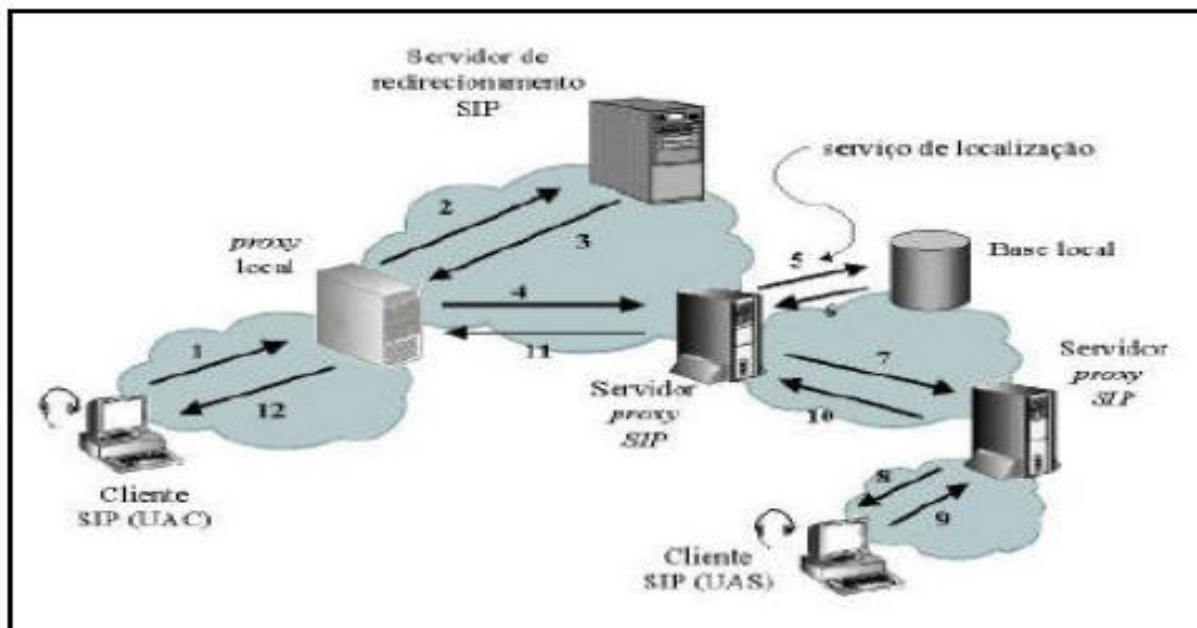 Servidor de
redirecionamento
SIP
serviço de localização
proxy
local
Base local
Servidor
proxy
SIP
Servidor
proxy
SIP
Cliente
SIP (UAC)
Cliente
SIP (UAS)
1
2
3
4
5
6
7
8
9
10
11
12